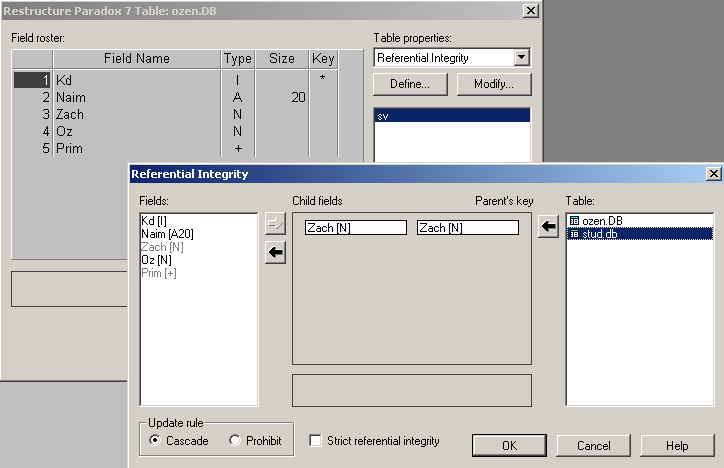 Restructure Paradox 7 Table: ozen.DB
Field roster:
Field Name Type Size Key
1 Kd I *
2 Naim A 20
3 Zach N
4 Oz N
5 Prim +
Table properties:
Referential Integrity
Define... Modify...
sv
Referential Integrity
Fields: Child fields Parent's key Table:
Kd [I]
Naim [A20]
Zach [N]
Oz [N]
Prim [+]
Zach [N] Zach [N]
ozen.DB
stud.db
Update rule
Cascade Prohibit
Strict referential integrity
OK Cancel Help